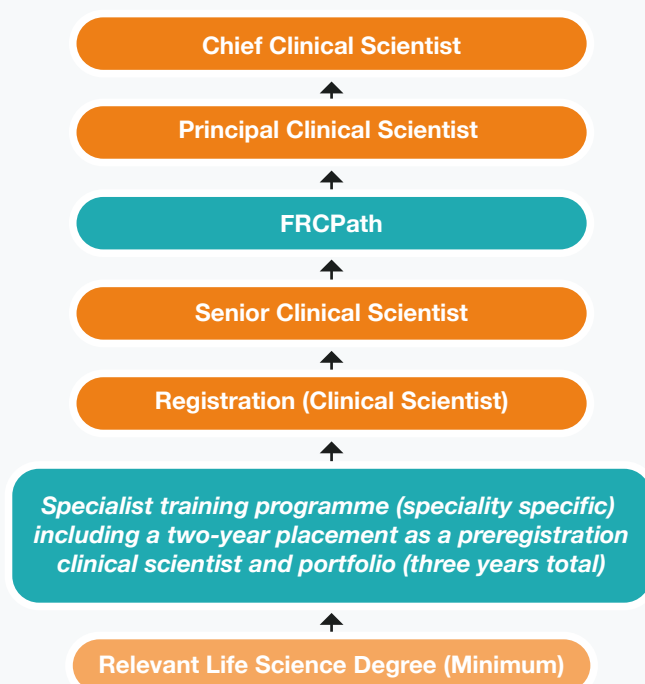 Chief Clinical Scientist
Principal Clinical Scientist
FRCPath
Senior Clinical Scientist
Registration (Clinical Scientist)
Specialist training programme (speciality specific)
including a two-year placement as a preregistration
clinical scientist and portfolio (three years total)
Relevant Life Science Degree (Minimum)